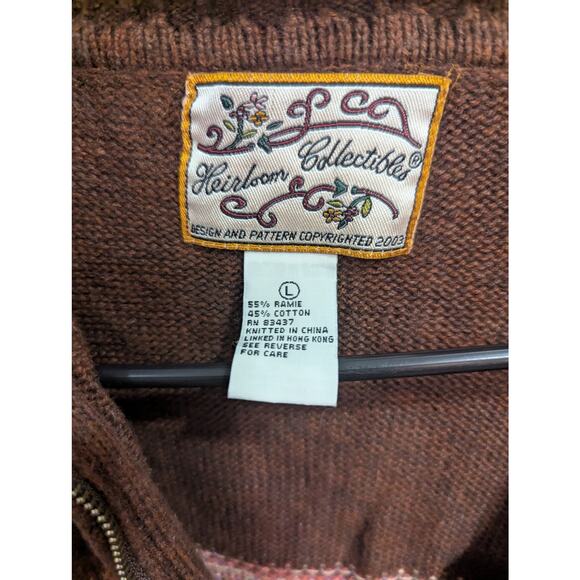 Heirloom Collectibles®
DESIGN AND PATTERN COPYRIGHTED 2003
L
55% RAMIE
45% COTTON
RN 83437
KNITTED IN CHINA
LINKED IN HONG KONG
SEE REVERSE
FOR CARE